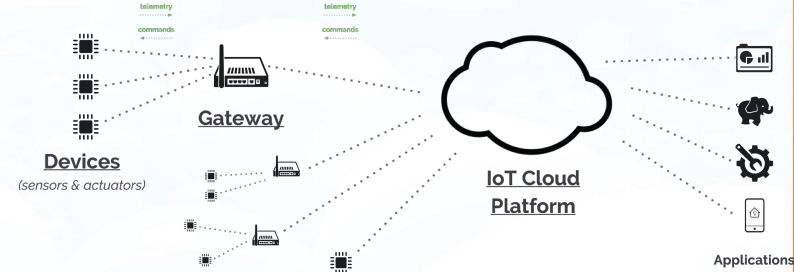 telemetry
commands
telemetry
commands
Gateway
Devices
(sensors & actuators)
IoT Cloud
Platform
Applications